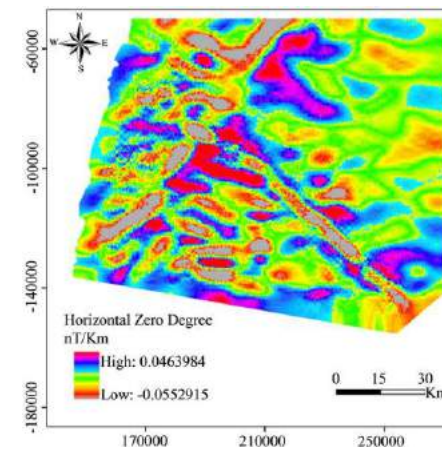 N
W E
S
-60000
-100000
-140000
-180000
Horizontal Zero Degree
nT/Km
High: 0.0463984
Low: -0.0552915
0 15 30
Km
170000 210000 250000